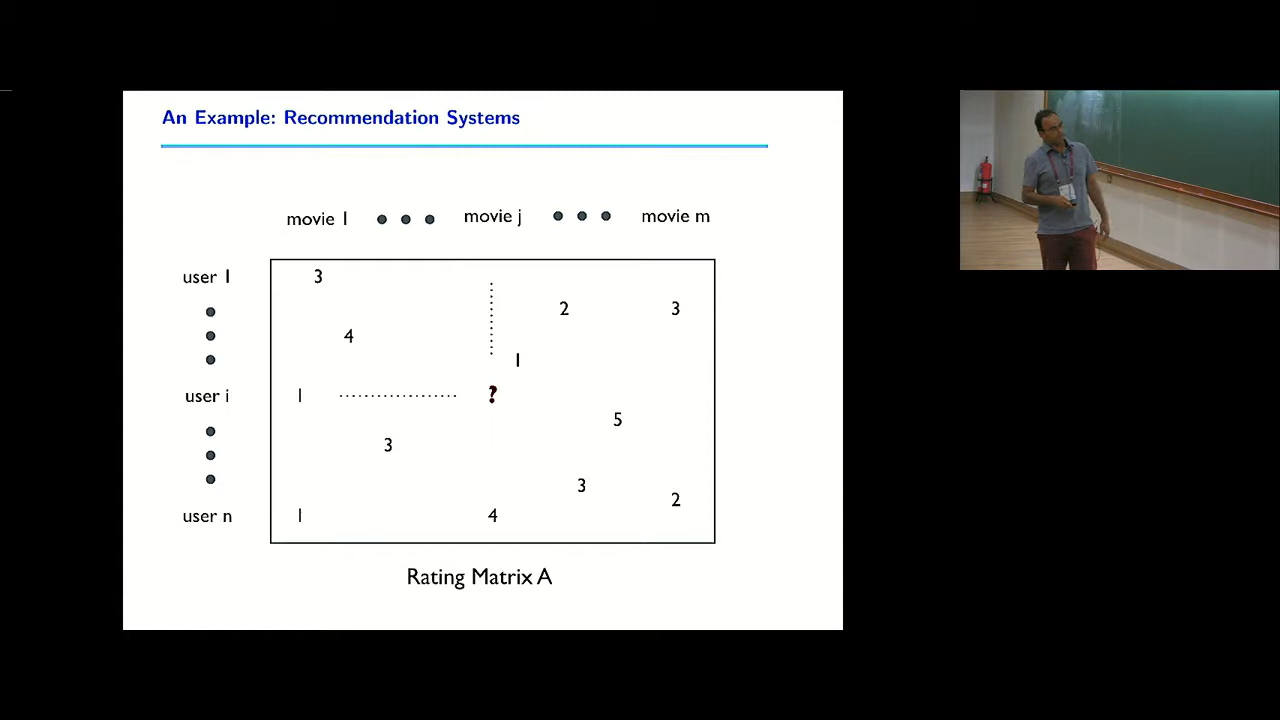 An Example: Recommendation Systems
movie 1 movie j movie m
user 1 3
2 3
4
1
user i 1 ?
5
3
3
2
user n 1 4
Rating Matrix A